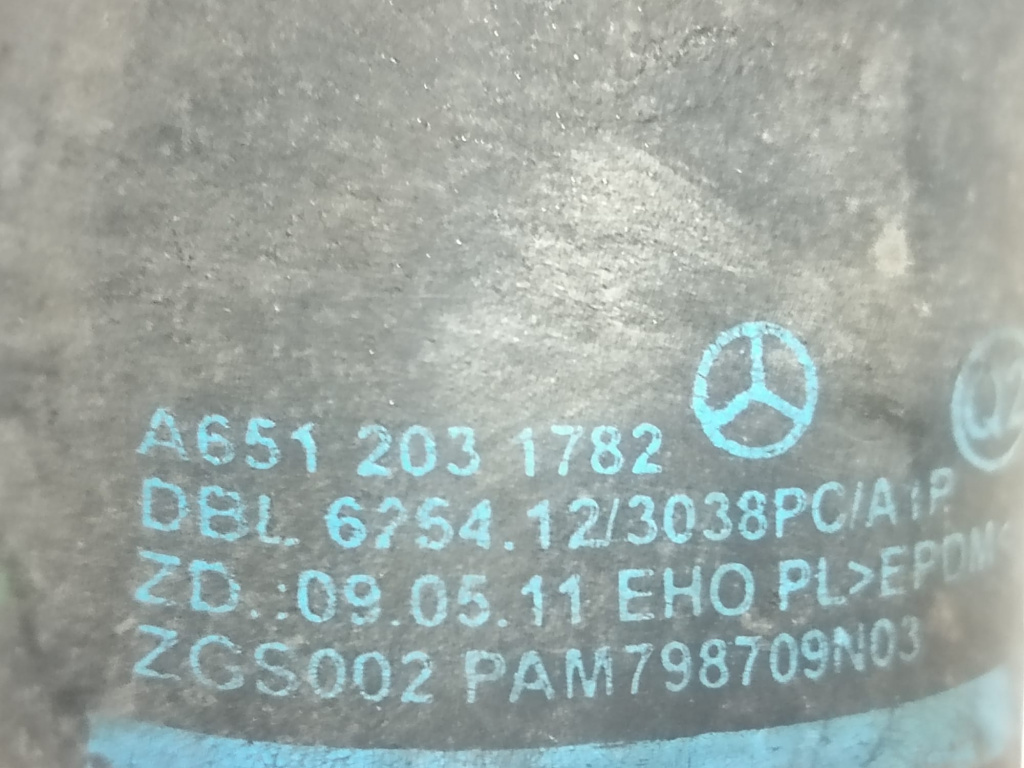 A651 203 1782
DBL 6254.12/3038PC/A1P
ZD.:09.05.11 EHO PL>EPDM<
ZGS002 PAM798709N03